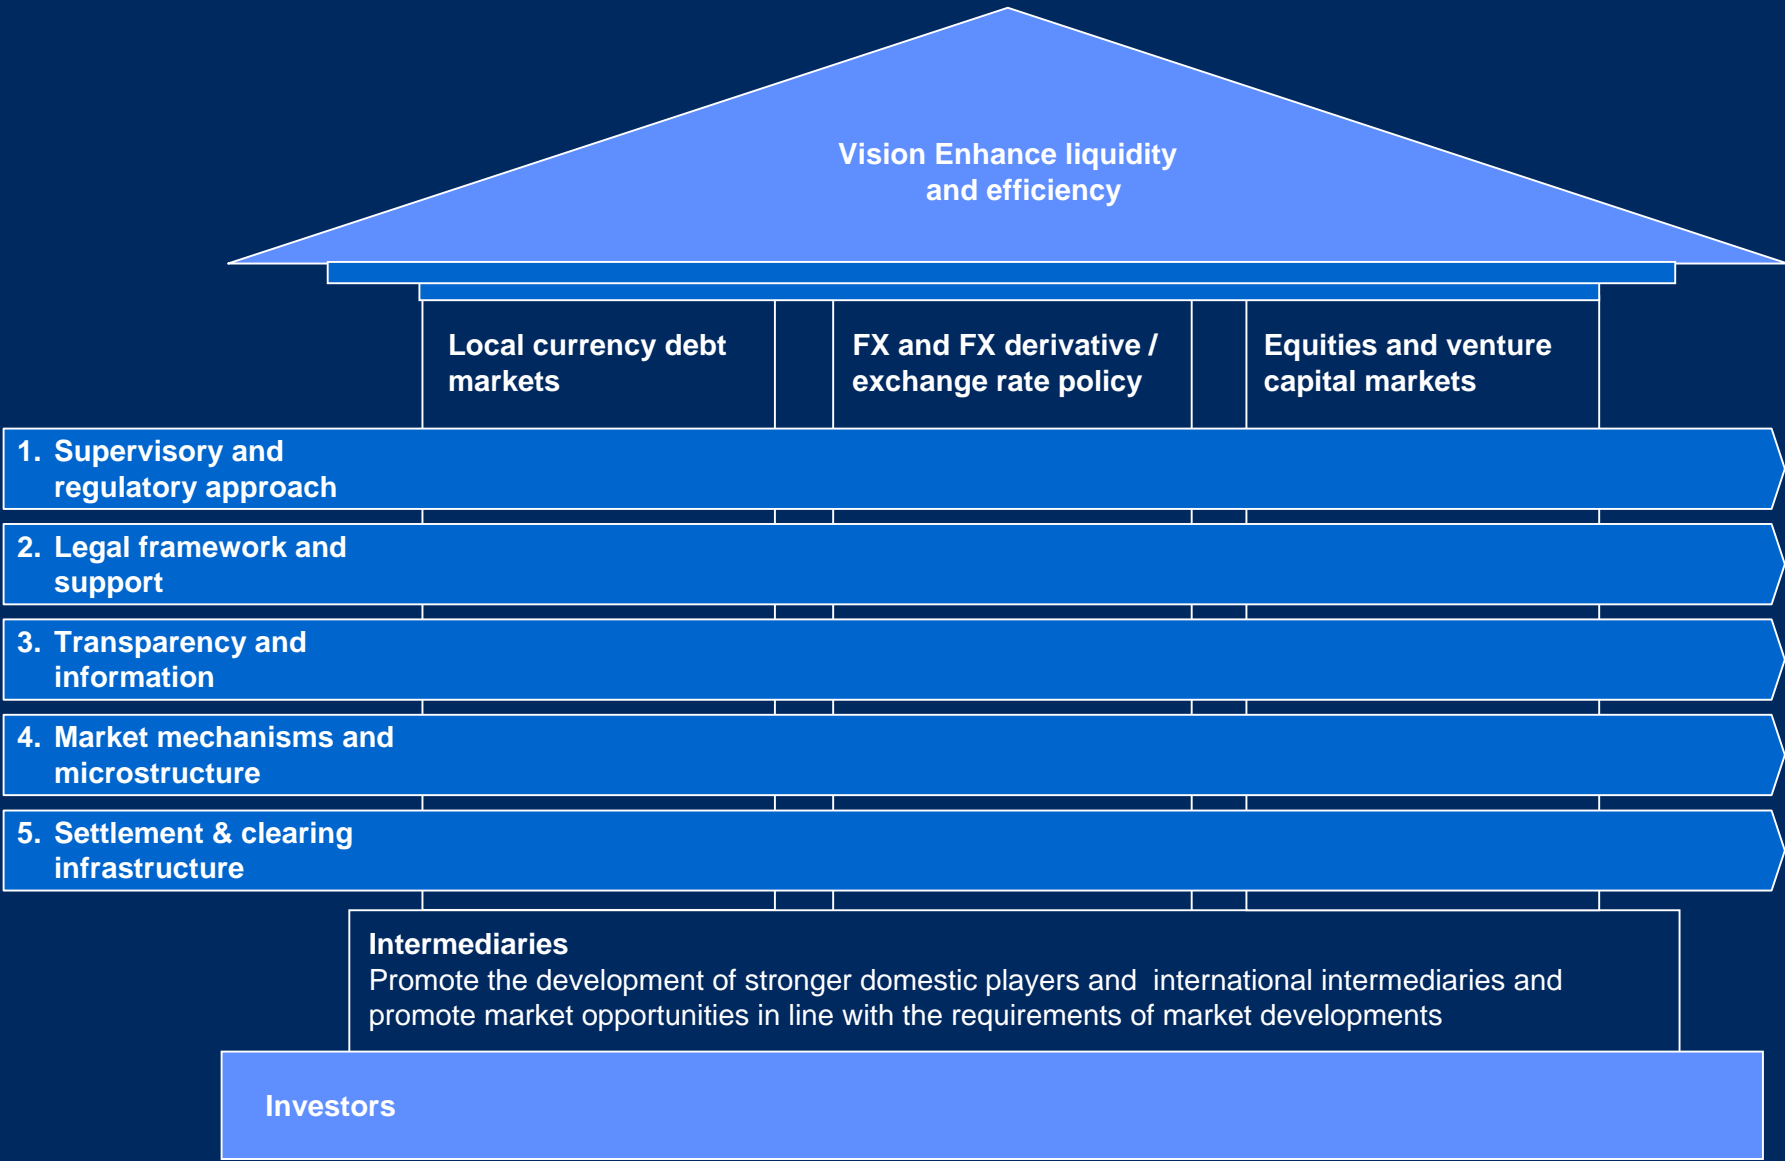 Vision Enhance liquidity
and efficiency
Local currency debt
markets
FX and FX derivative /
exchange rate policy
Equities and venture
capital markets
1. Supervisory and
regulatory approach
2. Legal framework and
support
3. Transparency and
information
4. Market mechanisms and
microstructure
5. Settlement & clearing
infrastructure
Intermediaries
Promote the development of stronger domestic players and  international intermediaries and
promote market opportunities in line with the requirements of market developments
Investors